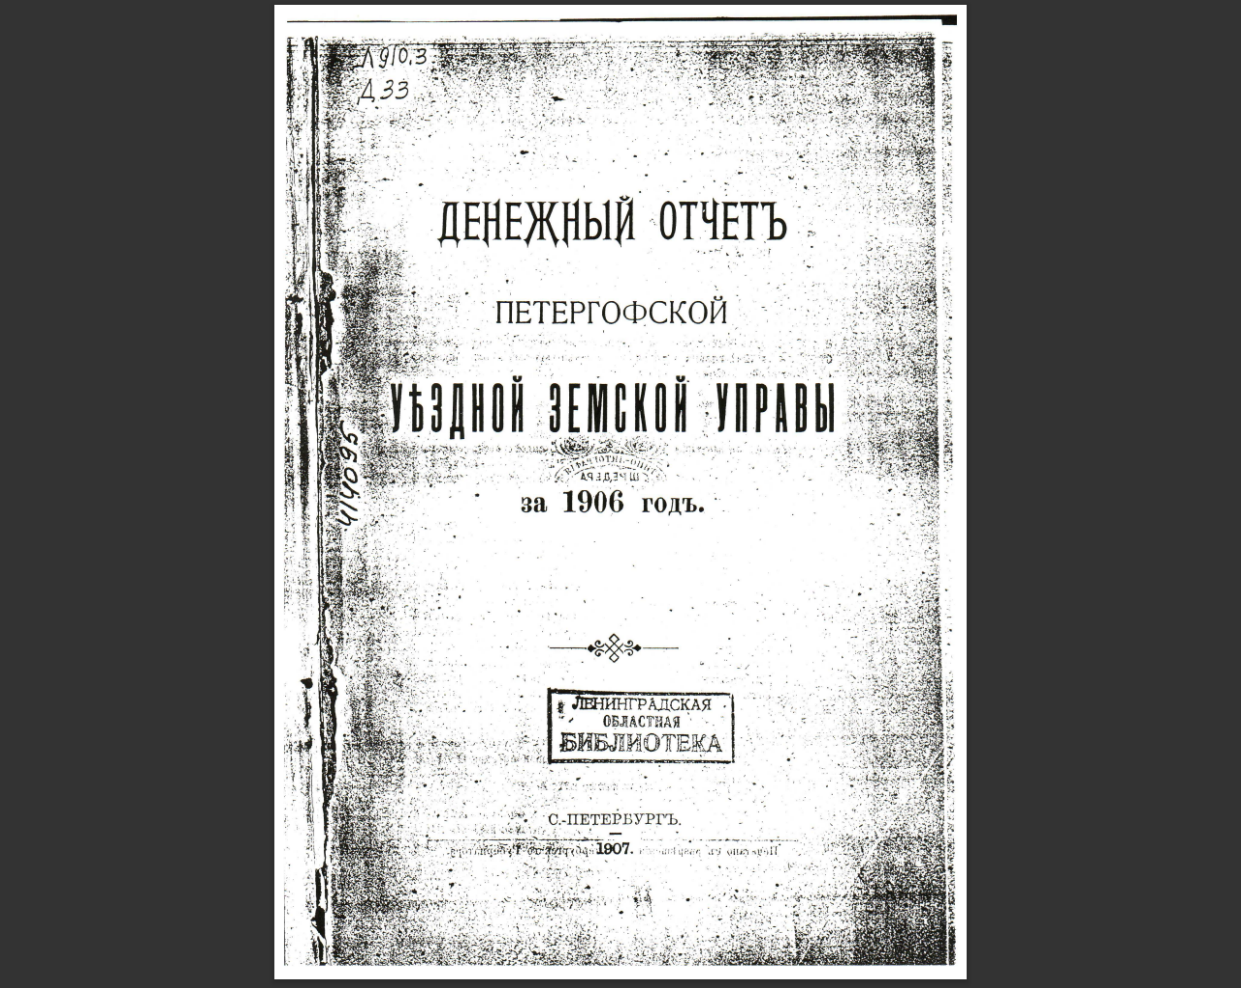 Л910.3
Д33
ДЕНЕЖНЫЙ ОТЧЕТЪ
ПЕТЕРГОФСКОЙ
УѢЗДНОЙ ЗЕМСКОЙ УПРАВЫ
за 1906 годъ.
414095
ЛЕНИНГРАДСКАЯ
ОБЛАСТНАЯ
БИБЛИОТЕКА
С.-ПЕТЕРБУРГЪ.
1907.